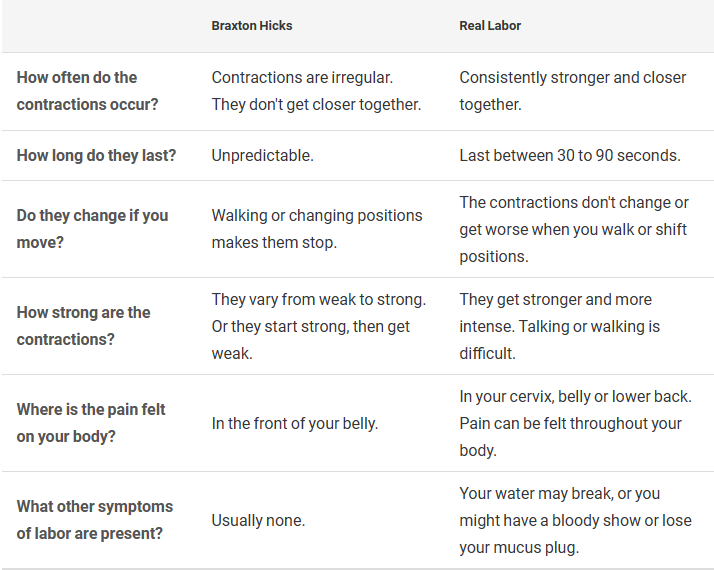 Braxton Hicks
Real Labor
How often do the
contractions occur?
Contractions are irregular.
They don't get closer together.
Consistently stronger and closer
together.
How long do they last?
Unpredictable.
Last between 30 to 90 seconds.
Do they change if you
move?
Walking or changing positions
makes them stop.
The contractions don't change or
get worse when you walk or shift
positions.
How strong are the
contractions?
They vary from weak to strong.
Or they start strong, then get
weak.
They get stronger and more
intense. Talking or walking is
difficult.
Where is the pain felt
on your body?
In the front of your belly.
In your cervix, belly or lower back.
Pain can be felt throughout your
body.
What other symptoms
of labor are present?
Usually none.
Your water may break, or you
might have a bloody show or lose
your mucus plug.